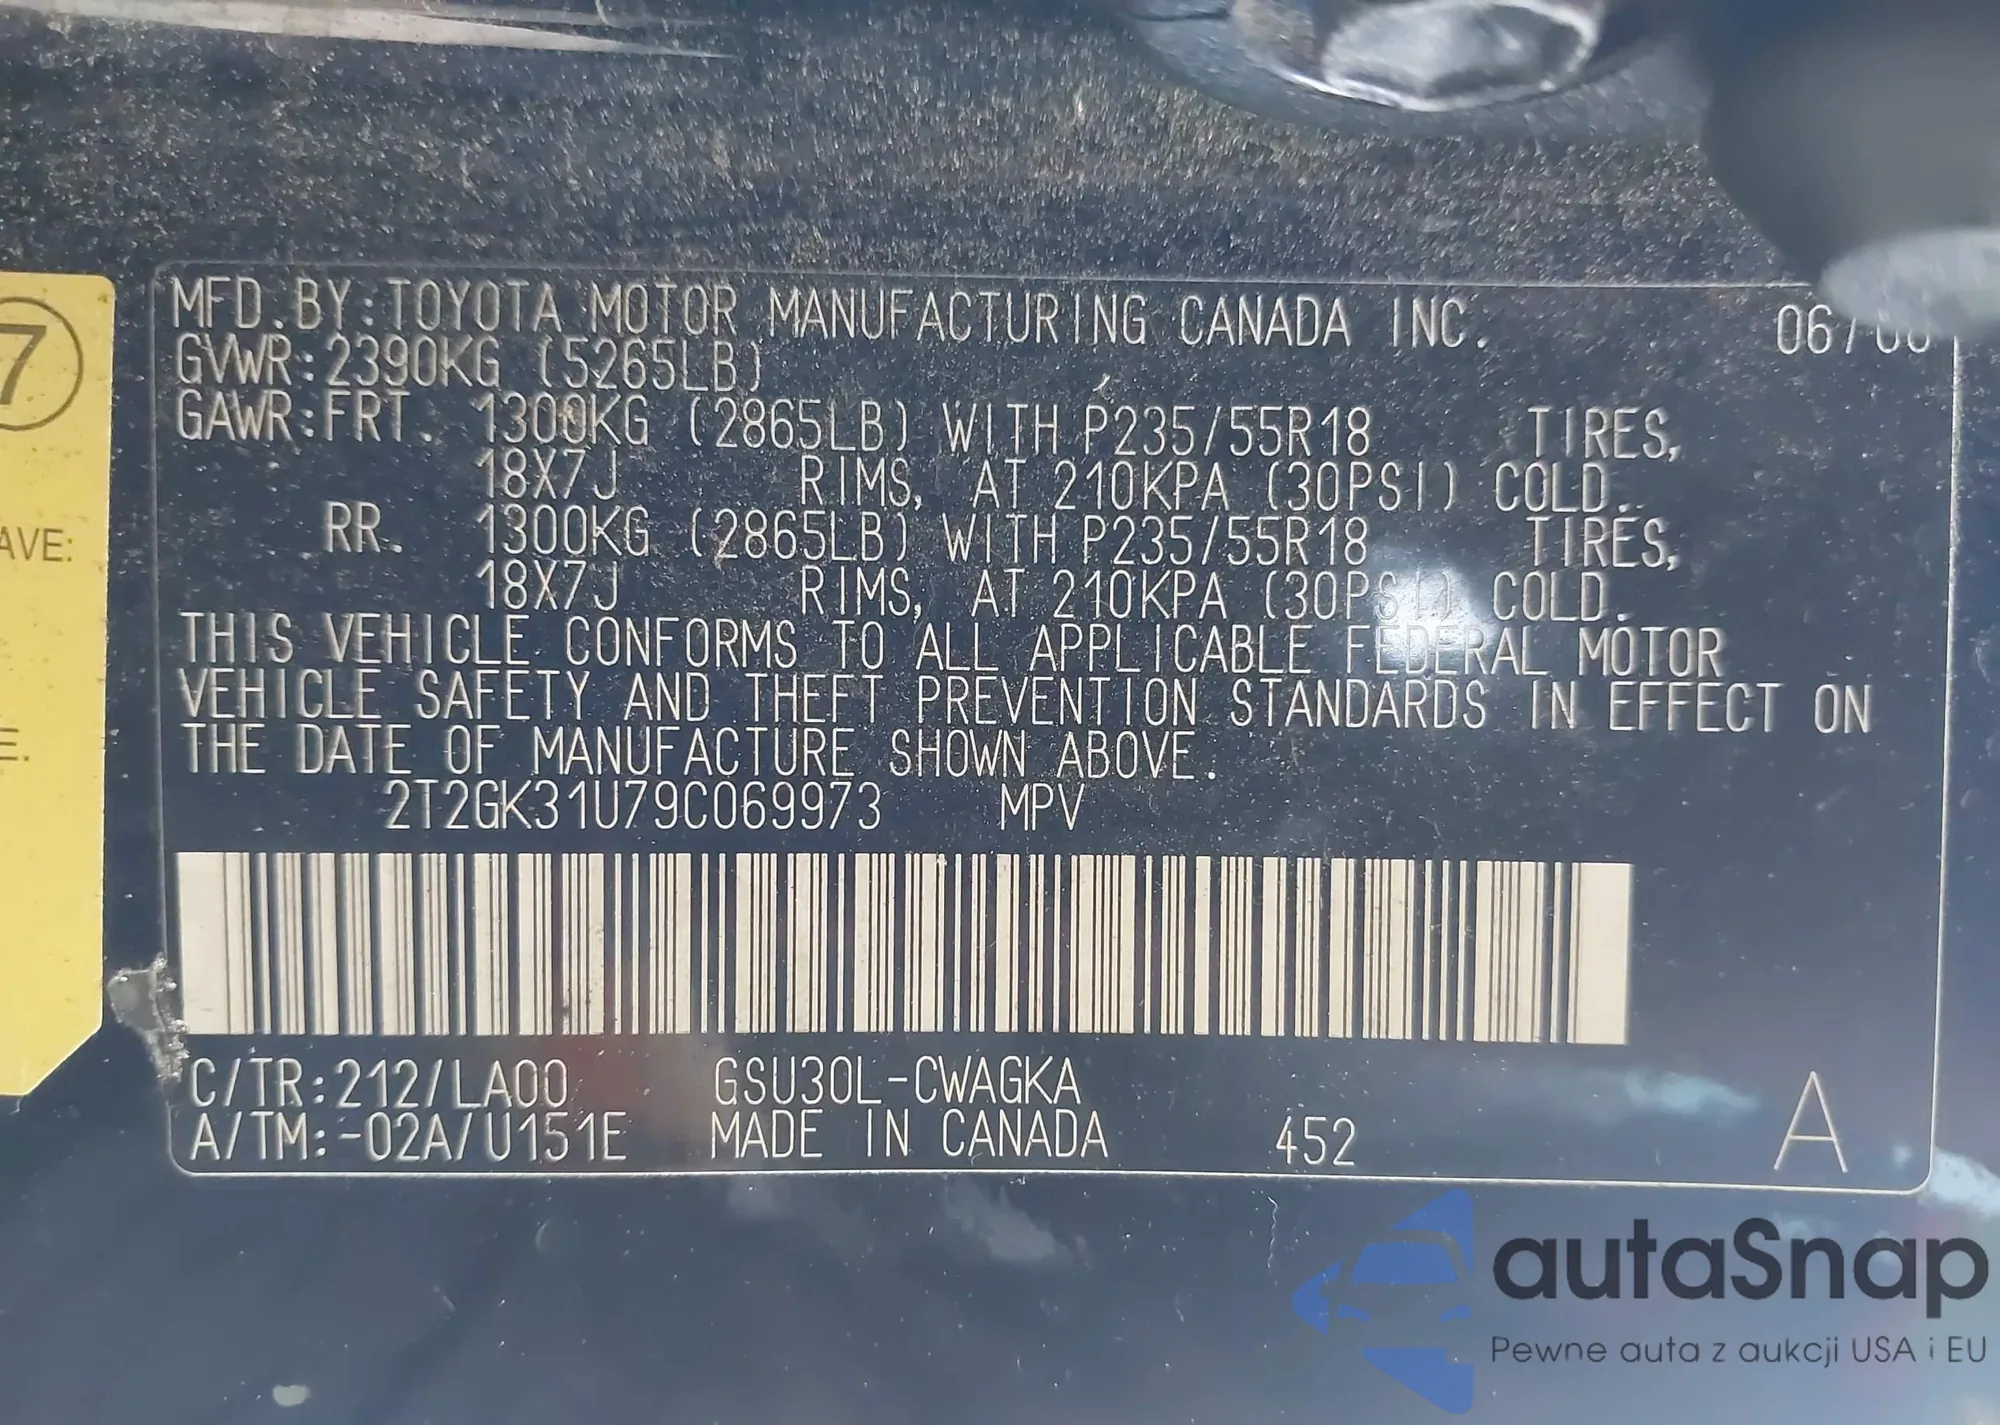 7
AVE:
E.
MFD. BY: TOYOTA MOTOR MANUFACTURING CANADA INC.
GVWR: 2390KG (5265LB)
GAWR: FRT. 1300KG (2865LB) WITH P235/55R18 TIRES,
18X7J RIMS, AT 210KPA (30PSI) COLD.
RR. 1300KG (2865LB) WITH P235/55R18 TIRES,
18X7J RIMS, AT 210KPA (30PSI) COLD.
THIS VEHICLE CONFORMS TO ALL APPLICABLE FEDERAL MOTOR
VEHICLE SAFETY AND THEFT PREVENTION STANDARDS IN EFFECT ON
THE DATE OF MANUFACTURE SHOWN ABOVE.
2T2GK31U79C069973 MPV
C/TR: 212/LA00 GSU30L-CWAGKA
A/TM: -02A/U151E MADE IN CANADA 452 A
autaSnap
Pewne auta z aukcji USA i EU